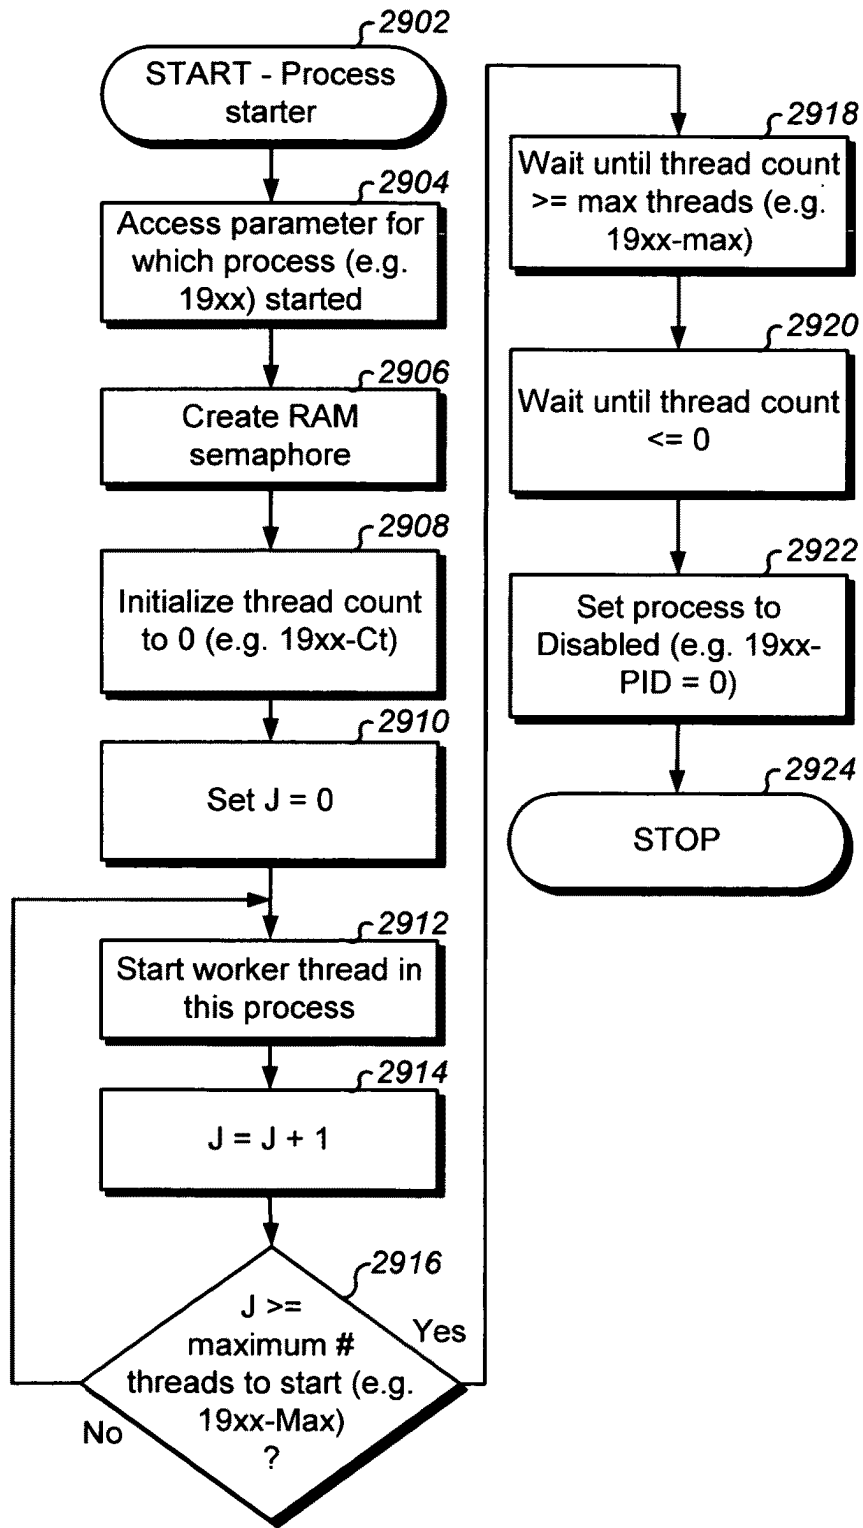 2902
START - Process
starter
2904
Access parameter for
which process (e.g.
19xx) started
2906
Create RAM
semaphore
2908
Initialize thread count
to 0 (e.g. 19xx-Ct)
2910
Set J = 0
2912
Start worker thread in
this process
2914
J = J + 1
2916
J >=
maximum #
threads to start (e.g.
19xx-Max)
?
Yes
No
2918
Wait until thread count
>= max threads (e.g.
19xx-max)
2920
Wait until thread count
<= 0
2922
Set process to
Disabled (e.g. 19xx-
PID = 0)
2924
STOP